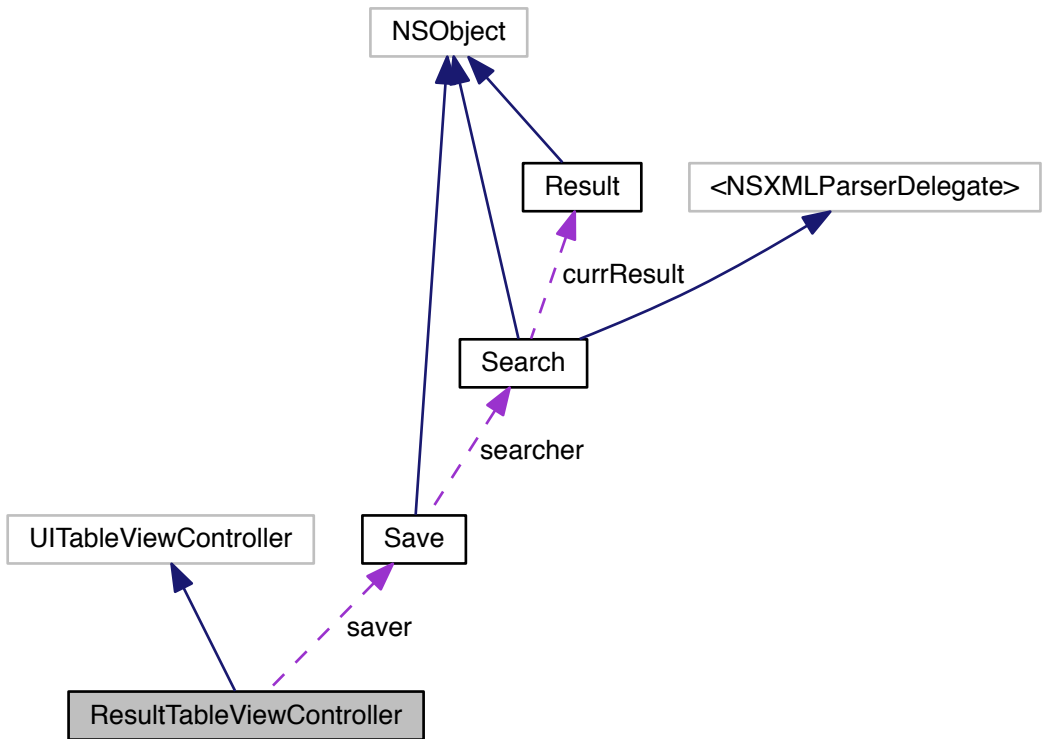 NSObject
Result
<NSXMLParserDelegate>
currResult
Search
searcher
UITableViewController
Save
saver
ResultTableViewController